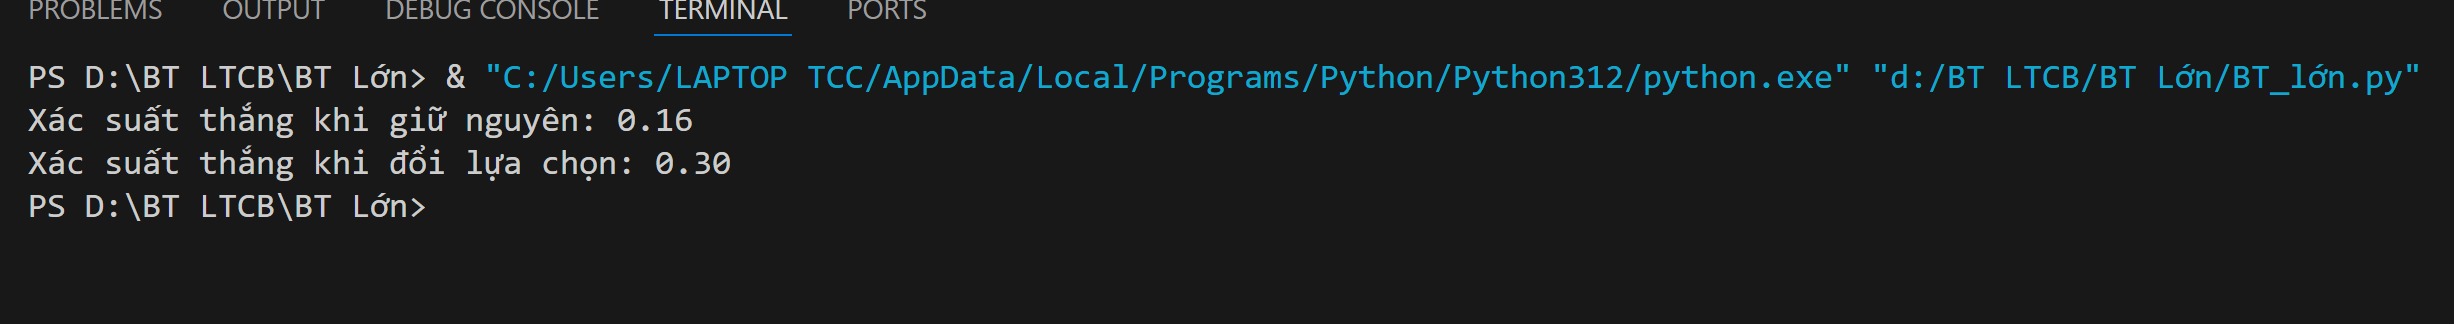 PROBLEMS OUTPUT DEBUG CONSOLE TERMINAL PORTS
PS D:\BT LTCB\BT Lớn> & "C:/Users/LAPTOP TCC/AppData/Local/Programs/Python/Python312/python.exe" "d:/BT LTCB/BT Lớn/BT_lớn.py"
Xác suất thắng khi giữ nguyên: 0.16
Xác suất thắng khi đổi lựa chọn: 0.30
PS D:\BT LTCB\BT Lớn>